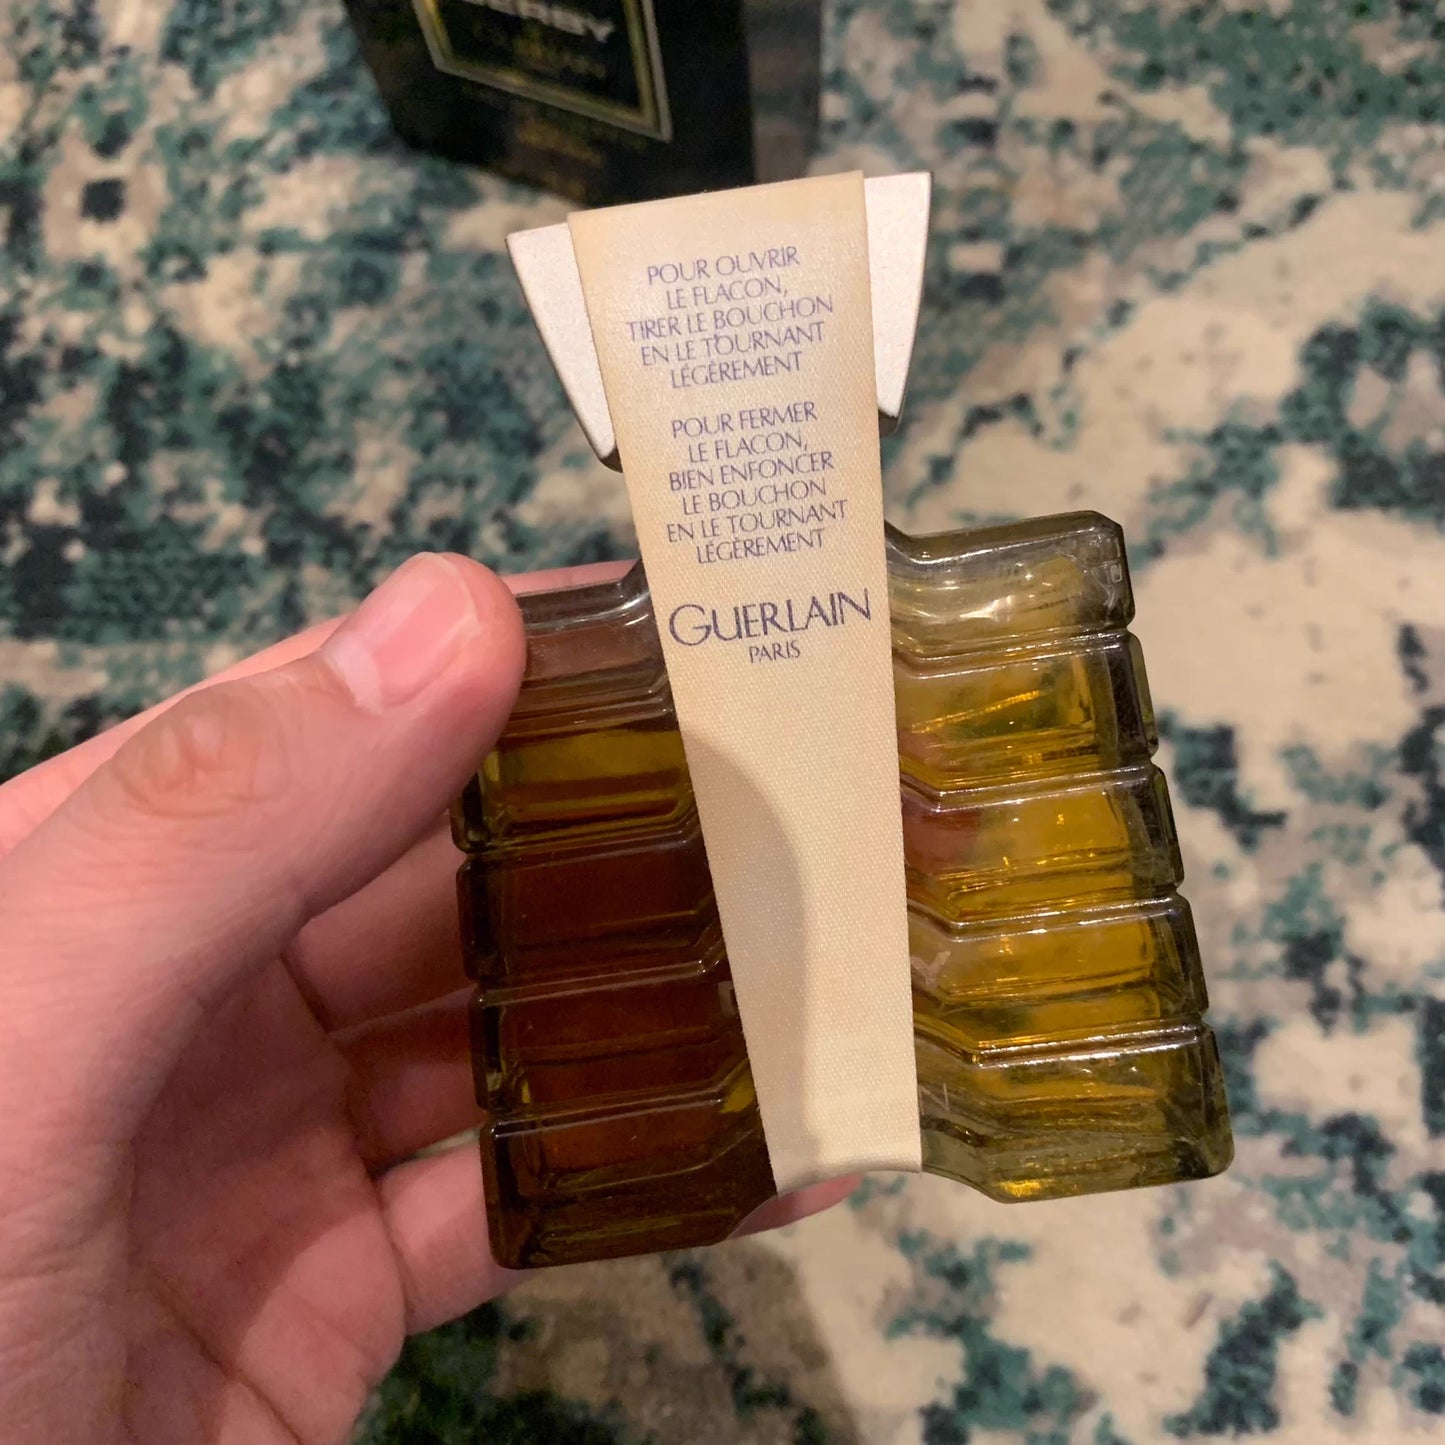 POUR OUVRIR
LE FLACON,
TIRER LE BOUCHON
EN LE TOURNANT
LÉGÈREMENT
POUR FERMER
LE FLACON,
BIEN ENFONCER
LE BOUCHON
EN LE TOURNANT
LÉGÈREMENT
GUERLAIN
PARIS